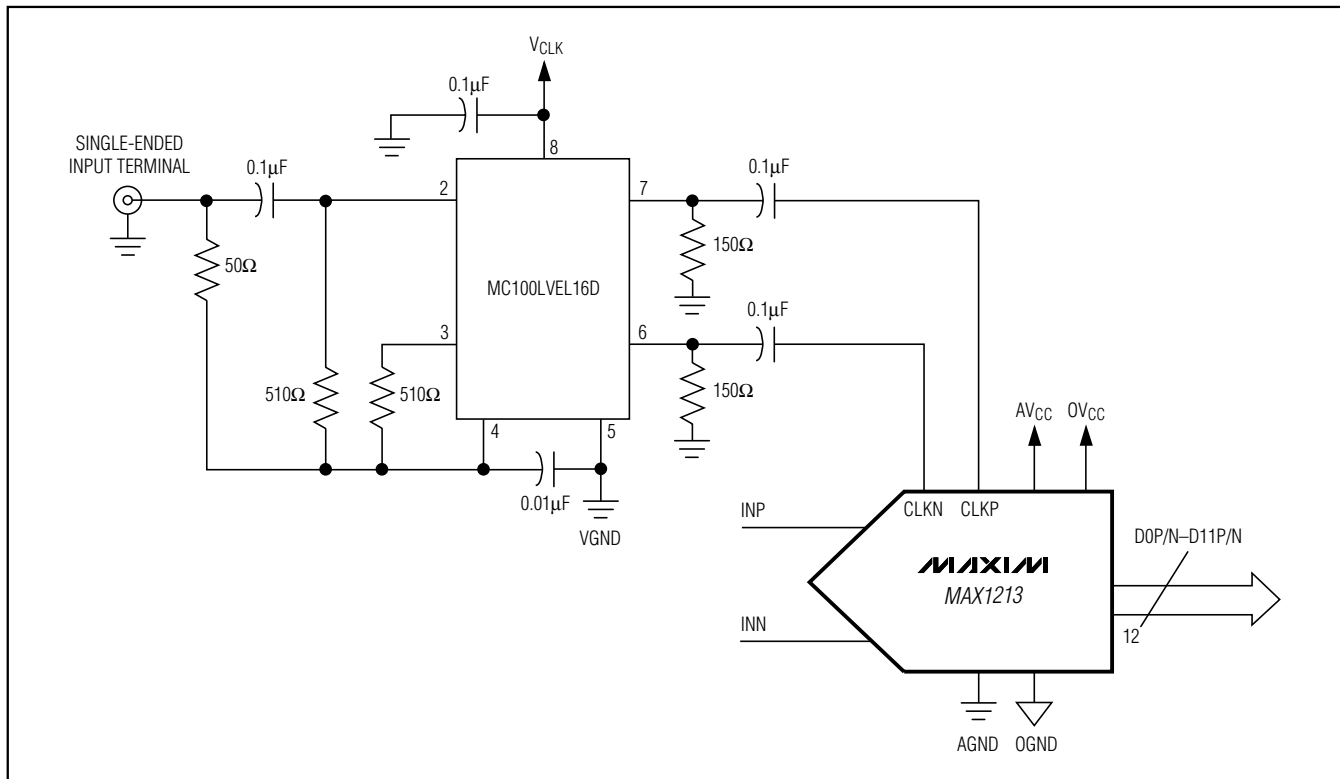 VCLK
0.1μF
SINGLE-ENDED
INPUT TERMINAL
0.1μF
8
2
7
0.1μF
50Ω
150Ω
MC100LVEL16D
0.1μF
3
6
510Ω
510Ω
150Ω
4
5
AVCC
OVCC
0.01μF
VGND
INP
CLKN
CLKP
D0P/N–D11P/N
MAXIM
MAX1213
INN
12
AGND
OGND